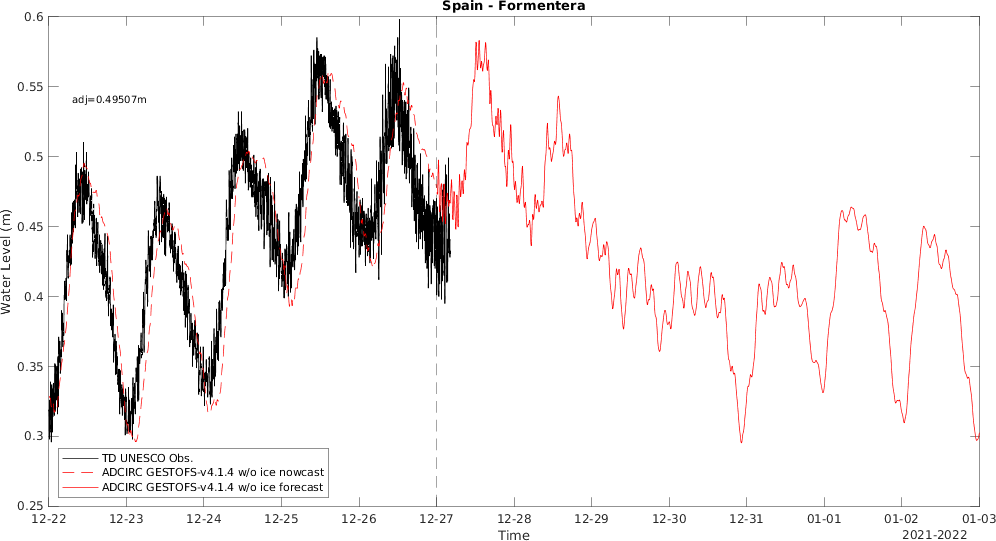 Spain - Formentera
0.6
0.55
adj=0.49507m
0.5
0.45
Water Level (m)
0.4
0.35
0.3
TD UNESCO Obs.
ADCIRC GESTOFS-v4.1.4 w/o ice nowcast
ADCIRC GESTOFS-v4.1.4 w/o ice forecast
0.25
12-22 12-23 12-24 12-25 12-26 12-27 12-28 12-29 12-30 12-31 01-01 01-02 01-03
Time
2021-2022